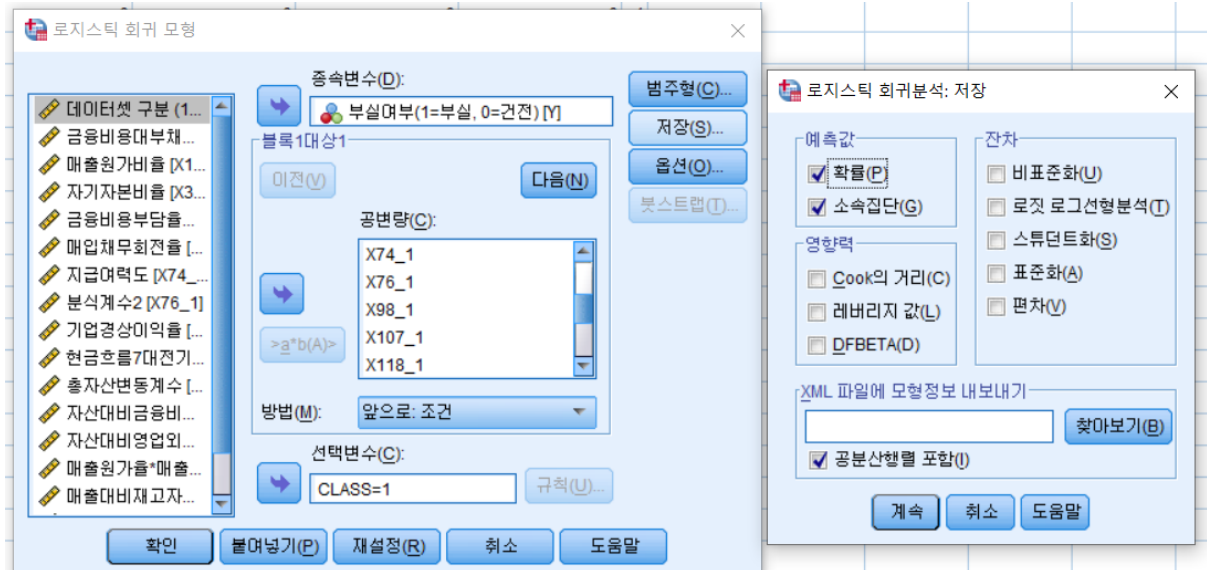 로지스틱 회귀 모형
데이터셋 구분 (1...
금융비용대부채...
매출원가비율 [X1...
자기자본비율 [X3...
금융비용부담율...
매입채무회전율 [...
지급여력도 [X74_...
분식계수2 [X76_1]
기업경상이익율 [...
현금흐름7대전기...
총자산변동계수 [...
자산대비금융비...
자산대비영업외...
매출원가율*매출...
매출대비재고자...
종속변수(D):
부실여부(1=부실, 0=건전) [Y]
블록1대상1
이전(V)
다음(N)
공변량(C):
X74_1
X76_1
X98_1
X107_1
X118_1
>a*b(A)>
방법(M):
앞으로: 조건
선택변수(C):
CLASS=1
규칙(U)...
범주형(C)...
저장(S)...
옵션(O)...
붓스트랩(T)...
확인
붙여넣기(P)
재설정(R)
취소
도움말
로지스틱 회귀분석: 저장
예측값
확률(P)
소속집단(G)
영향력
Cook의 거리(C)
레버리지 값(L)
DFBETA(D)
잔차
비표준화(U)
로짓 로그선형분석(T)
스튜던트화(S)
표준화(A)
편차(V)
XML 파일에 모형정보 내보내기
찾아보기(B)
공분산행렬 포함(I)
계속
취소
도움말